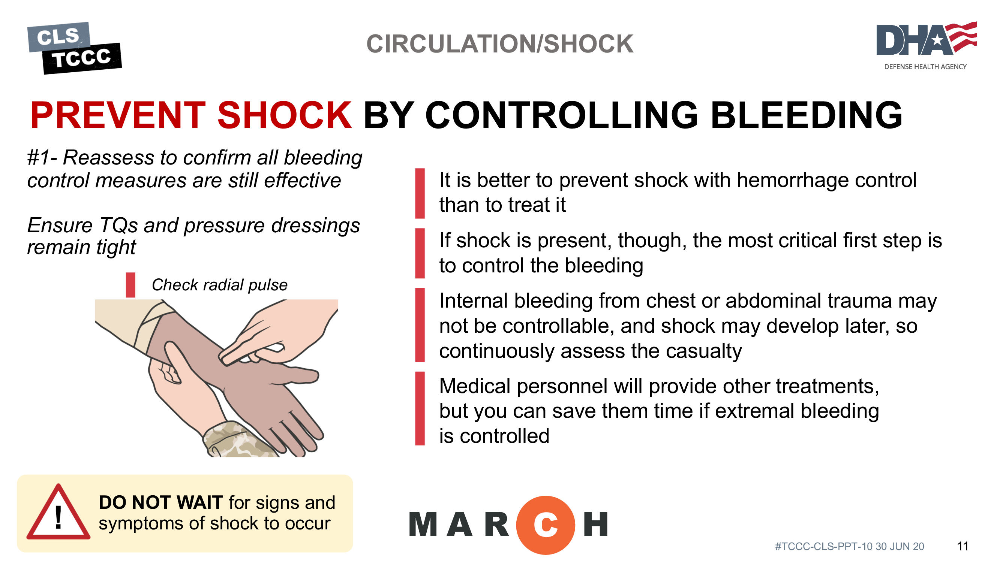 CLS
TCCC
CIRCULATION/SHOCK
DHA
DEFENSE HEALTH AGENCY
PREVENT SHOCK BY CONTROLLING BLEEDING
#1- Reassess to confirm all bleeding
control measures are still effective
Ensure TQs and pressure dressings
remain tight
Check radial pulse
DO NOT WAIT for signs and
symptoms of shock to occur
It is better to prevent shock with hemorrhage control
than to treat it
If shock is present, though, the most critical first step is
to control the bleeding
Internal bleeding from chest or abdominal trauma may
not be controllable, and shock may develop later, so
continuously assess the casualty
Medical personnel will provide other treatments,
but you can save them time if extremal bleeding
is controlled
!
M A R C H
#TCCC-CLS-PPT-10 30 JUN 20
11